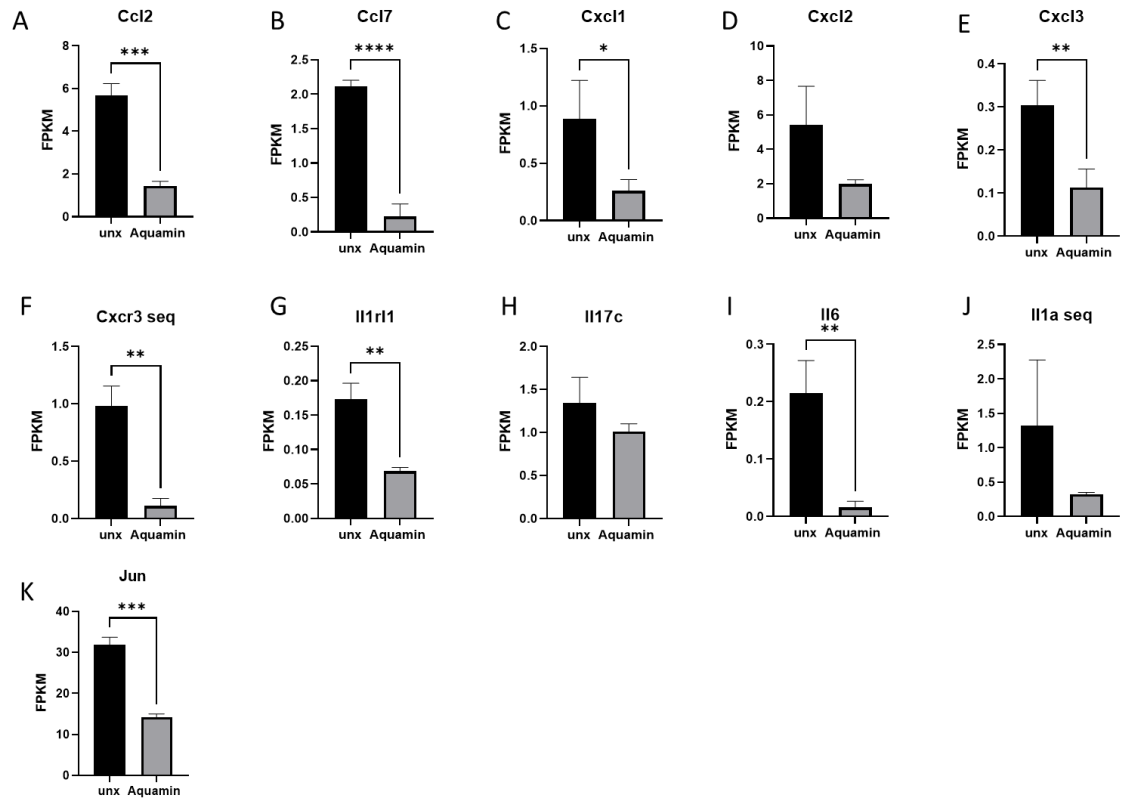 A
Ccl2
8
6
4
2
0
FPKM
***
unx Aquamin
B
Ccl7
2.5
2.0
1.5
1.0
0.5
0.0
FPKM
****
unx Aquamin
C
Cxcl1
1.5
1.0
0.5
0.0
FPKM
*
unx Aquamin
D
Cxcl2
10
8
6
4
2
0
FPKM
unx Aquamin
E
Cxcl3
0.4
0.3
0.2
0.1
0.0
FPKM
**
unx Aquamin
F
Cxcr3 seq
1.5
1.0
0.5
0.0
FPKM
**
unx Aquamin
G
Il1rl1
0.25
0.20
0.15
0.10
0.05
0.00
FPKM
**
unx Aquamin
H
Il17c
2.0
1.5
1.0
0.5
0.0
FPKM
unx Aquamin
I
Il6
0.3
0.2
0.1
0.0
FPKM
**
unx Aquamin
J
Il1a seq
2.5
2.0
1.5
1.0
0.5
0.0
FPKM
unx Aquamin
K
Jun
40
30
20
10
0
FPKM
***
unx Aquamin